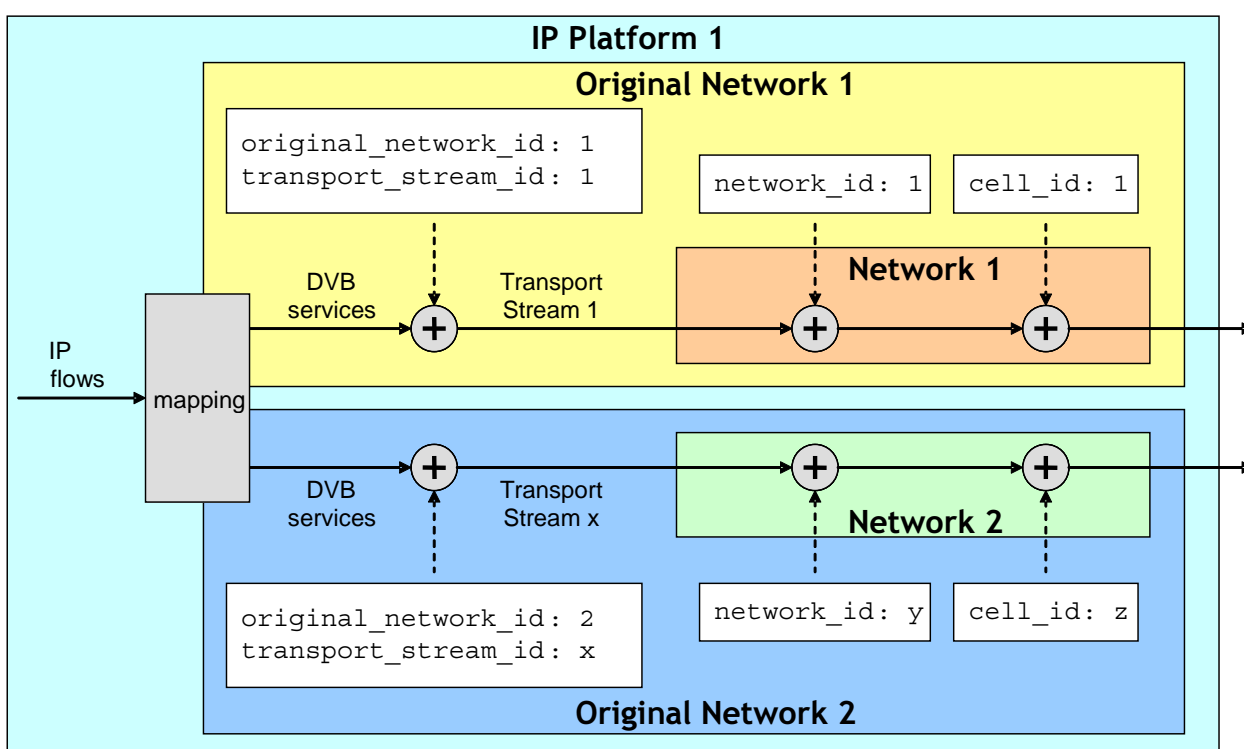 IP Platform 1
Original Network 1
original_network_id: 1
transport_stream_id: 1
network_id: 1
cell_id: 1
Network 1
DVB
services
Transport
Stream 1
+
+
+
IP
flows
mapping
+
+
+
DVB
services
Transport
Stream x
Network 2
original_network_id: 2
transport_stream_id: x
network_id: y
cell_id: z
Original Network 2